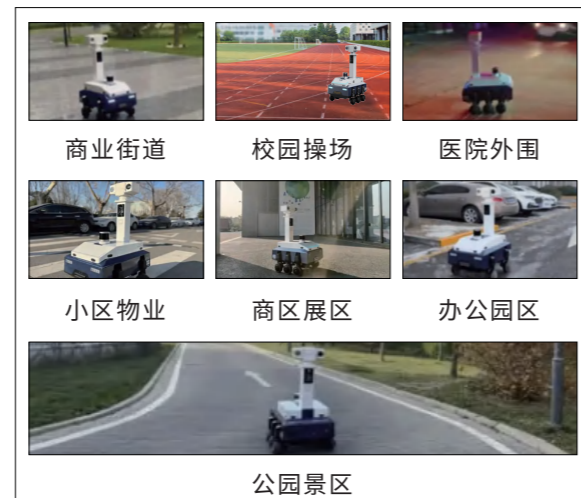 商业街道
校园操场
医院外围
小区物业
商区展区
办公园区
公园景区